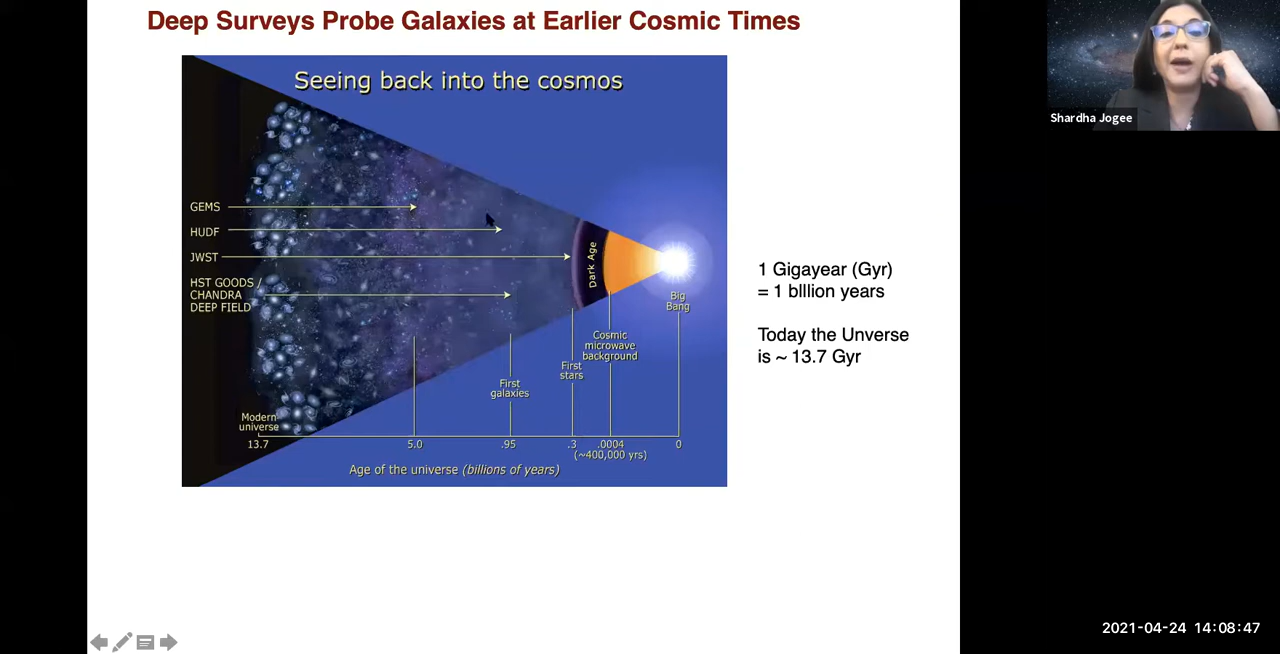 Deep Surveys Probe Galaxies at Earlier Cosmic Times
Seeing back into the cosmos
GEMS
HUDF
JWST
HST GOODS /
CHANDRA
DEEP FIELD
Dark Age
Big
Bang
Cosmic
microwave
background
First
stars
First
galaxies
Modern
universe
13.7
5.0
.95
.3
.0004
0
(~400,000 yrs)
Age of the universe (billions of years)
1 Gigayear (Gyr)
= 1 bIllion years
Today the Unverse
is ~ 13.7 Gyr
Shardha Jogee
2021-04-24 14:08:47